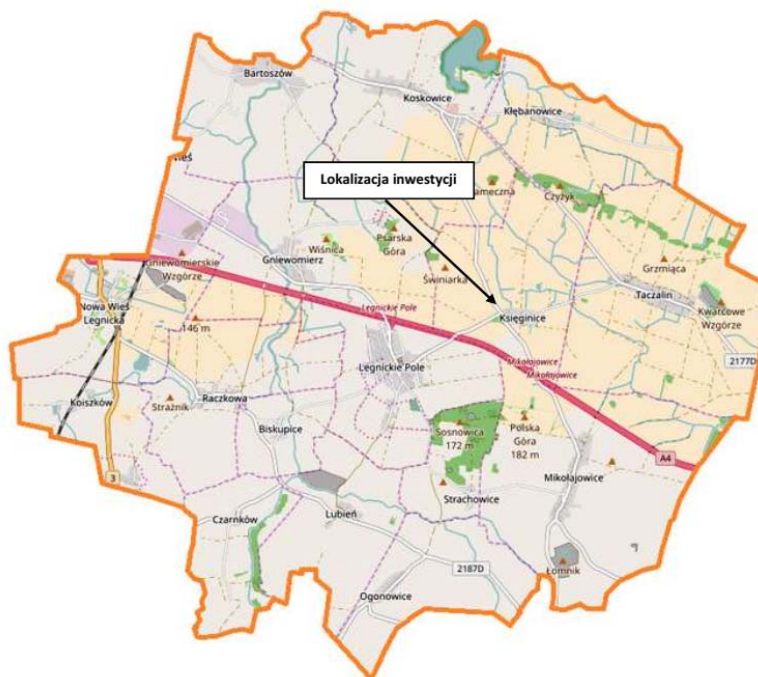 Bartoszów
Koskowice
Kłębanowice
Lokalizacja inwestycji
Czyżyk
Wiśnica
Psarska
Góra
Gniewomierz
Świniarka
Grzmiąca
Gniewomierskie
Wzgórze
Taczalin
Kwarcowe
Wzgórze
Nowa Wieś
Legnicka
Legnickie Pole
Księginice
146 m
2177D
Mikołajowice
Mikołajowice
Legnickie Pole
Koiszków
Strażnik
Raczkowa
Biskupice
Sosnowica
172 m
Polska
Góra
182 m
A4
3
Mikołajowice
Strachowice
Czarnków
Lubień
2187D
Łomnik
Ogonowice